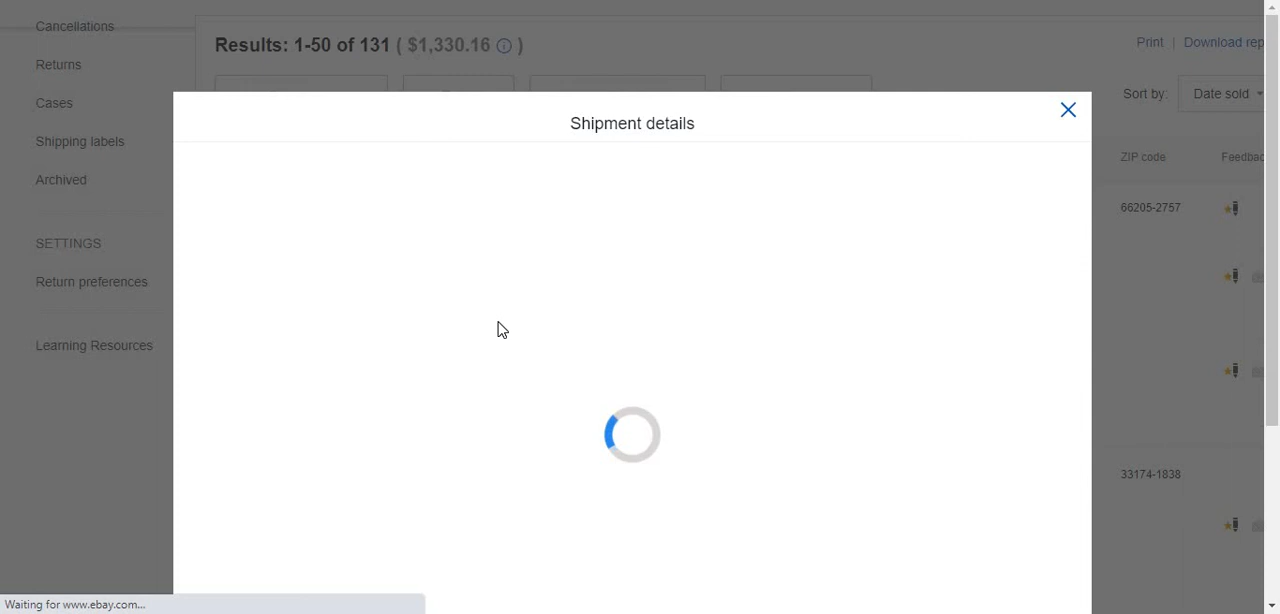 Cancellations
Results: 1-50 of 131 ( $1,330.16 )
Print | Download rep
Returns
Sort by: Date sold
Cases
Shipment details
Shipping labels
ZIP code Feedbac
Archived
66205-2757
SETTINGS
Return preferences
Learning Resources
33174-1838
Waiting for www.ebay.com...